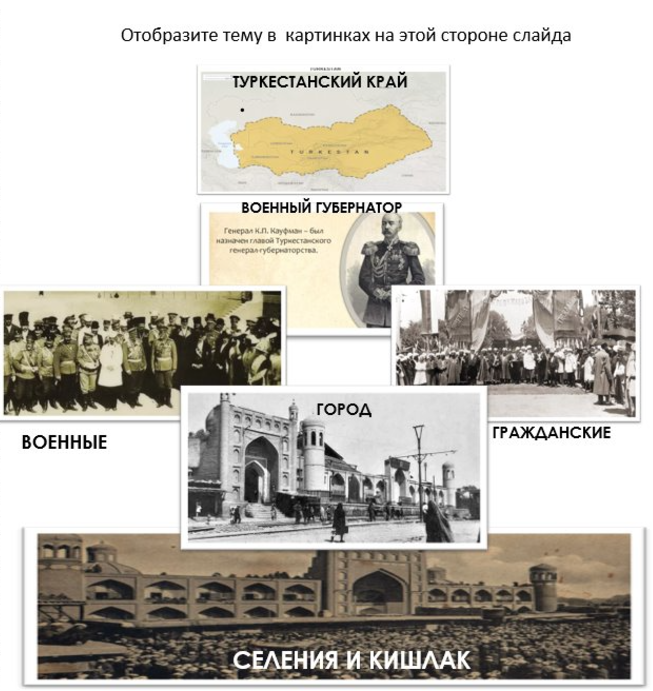 Отобразите тему в картинках на этой стороне слайда
ТУРКЕСТАНСКИЙ КРАЙ
TURKESTAN
ВОЕННЫЙ ГУБЕРНАТОР
Генерал К.П. Кауфман – был
назначен главой Туркестанского
генерал-губернаторства.
ГОРОД
ВОЕННЫЕ
ГРАЖДАНСКИЕ
СЕЛЕНИЯ И КИШЛАК